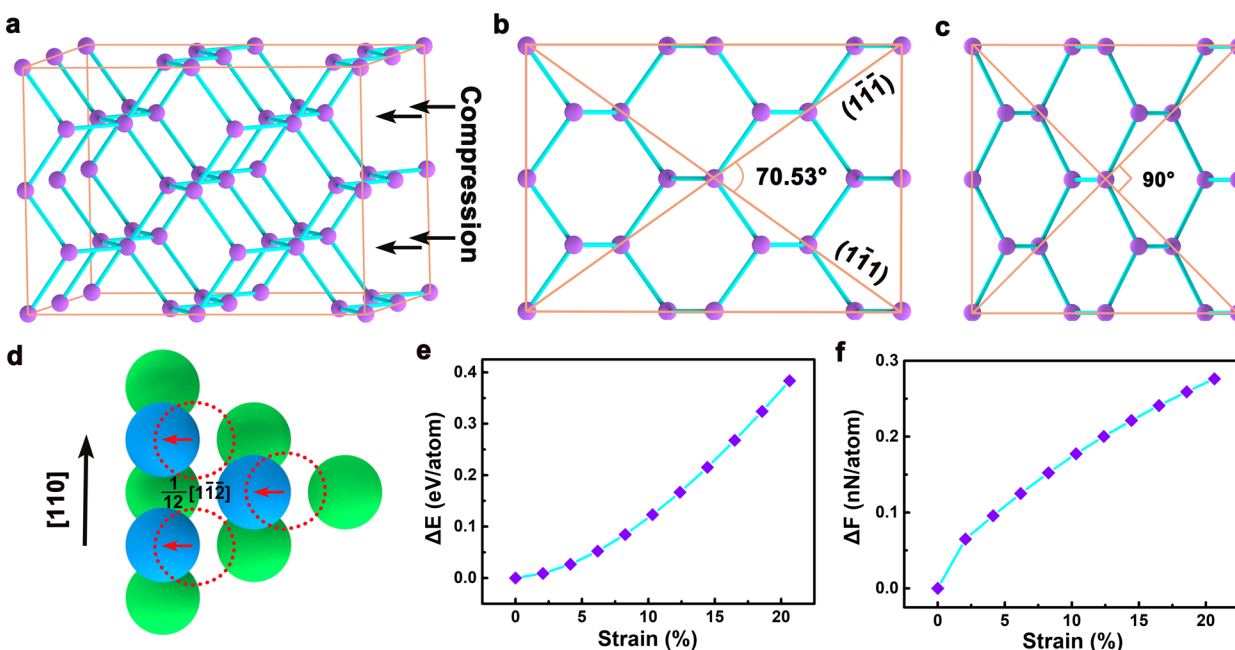 a
Compression
b
(11̄1̄)
70.53°
(11̄1)
c
90°
d
[110]
1/12 [11̄2̄]
e
ΔE (eV/atom)
0.4
0.3
0.2
0.1
0.0
0 5 10 15 20
Strain (%)
f
ΔF (nN/atom)
0.3
0.2
0.1
0.0
0 5 10 15 20
Strain (%)